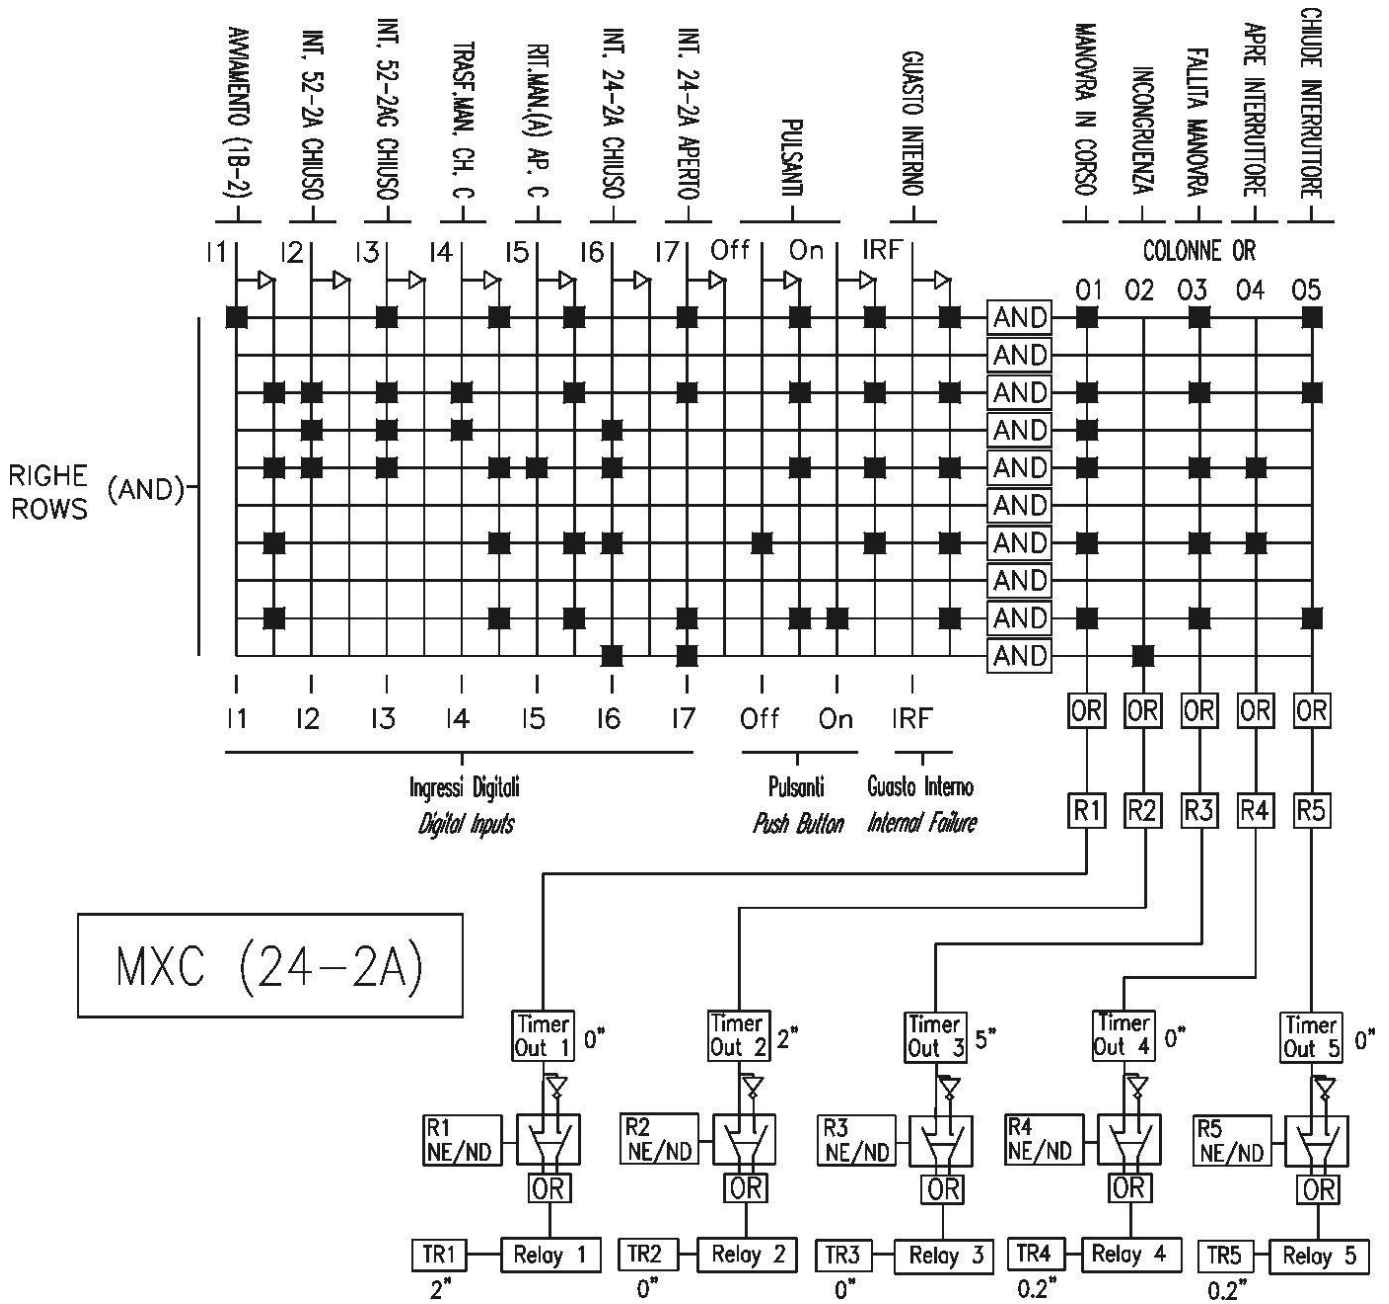 AVVIAMENTO (1B-2)
INT. 52-2A CHIUSO
INT. 52-2AG CHIUSO
TRASF.MAN. CH. C
RIT.MAN.(A) AP. C
INT. 24-2A CHIUSO
INT. 24-2A APERTO
PULSANTI
GUASTO INTERNO
MANOVRA IN CORSO
INCONGRUENZA
FALLITA MANOVRA
APRE INTERRUTTORE
CHIUDE INTERRUTTORE
I1 I2 I3 I4 I5 I6 I7 Off On IRF
COLONNE OR
O1 O2 O3 O4 O5
AND
AND
AND
AND
AND
AND
AND
AND
AND
AND
RIGHE
ROWS
(AND)
I1 I2 I3 I4 I5 I6 I7 Off On IRF
OR OR OR OR OR
Ingressi Digitali
Digital Inputs
Pulsanti
Push Button
Guasto Interno
Internal Failure
R1 R2 R3 R4 R5
MXC (24-2A)
Timer
Out 1
0"
Timer
Out 2
2"
Timer
Out 3
5"
Timer
Out 4
0"
Timer
Out 5
0"
R1
NE/ND
R2
NE/ND
R3
NE/ND
R4
NE/ND
R5
NE/ND
OR OR OR OR OR
TR1 Relay 1
2"
TR2 Relay 2
0"
TR3 Relay 3
0"
TR4 Relay 4
0.2"
TR5 Relay 5
0.2"